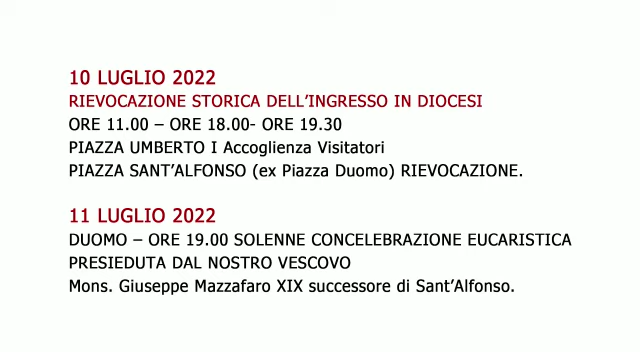 10 LUGLIO 2022
RIEVOCAZIONE STORICA DELL'INGRESSO IN DIOCESI
ORE 11.00 – ORE 18.00- ORE 19.30
PIAZZA UMBERTO I Accoglienza Visitatori
PIAZZA SANT'ALFONSO (ex Piazza Duomo) RIEVOCAZIONE.
11 LUGLIO 2022
DUOMO – ORE 19.00 SOLENNE CONCELEBRAZIONE EUCARISTICA
PRESIEDUTA DAL NOSTRO VESCOVO
Mons. Giuseppe Mazzafaro XIX successore di Sant'Alfonso.